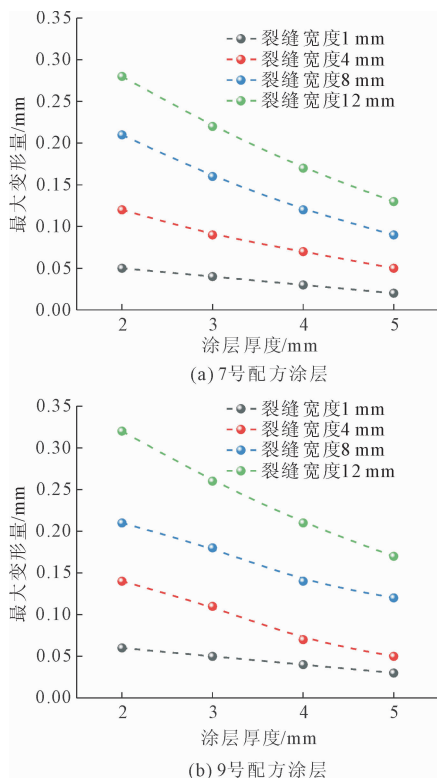 0.35
0.30
0.25
0.20
0.15
0.10
0.05
0.00
最大变形量/mm
裂缝宽度1 mm
裂缝宽度4 mm
裂缝宽度8 mm
裂缝宽度12 mm
2 3 4 5
涂层厚度/mm
(a) 7号配方涂层
0.35
0.30
0.25
0.20
0.15
0.10
0.05
0.00
最大变形量/mm
裂缝宽度1 mm
裂缝宽度4 mm
裂缝宽度8 mm
裂缝宽度12 mm
2 3 4 5
涂层厚度/mm
(b) 9号配方涂层